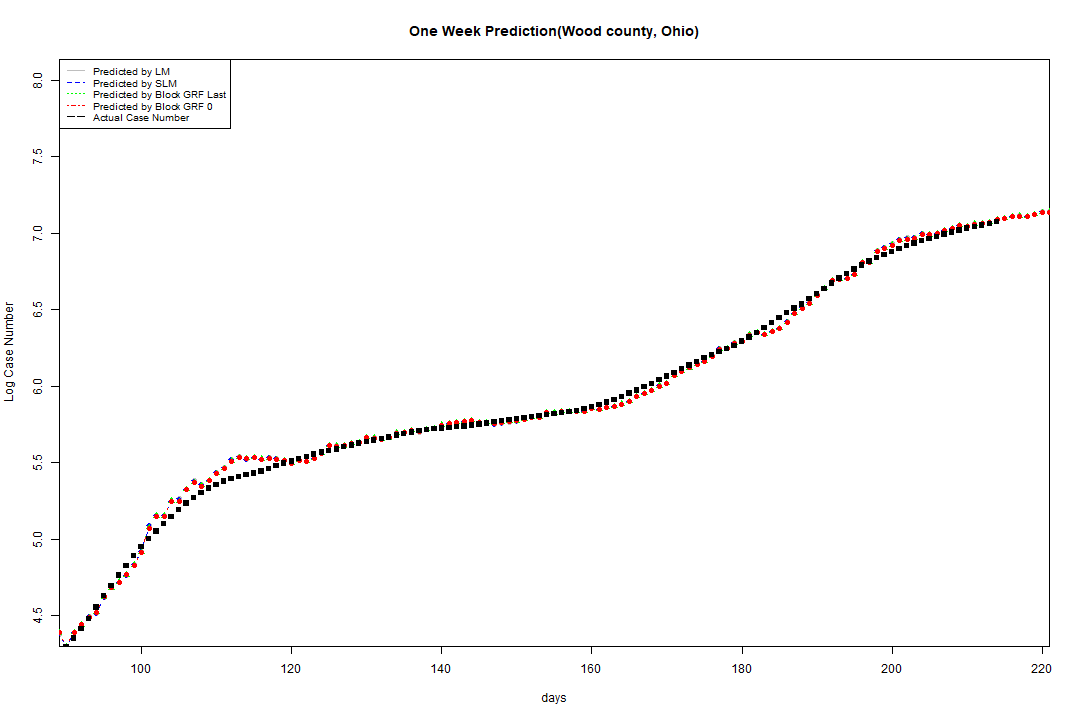 One Week Prediction(Wood county, Ohio)
Predicted by LM
Predicted by SLM
Predicted by Block GRF Last
Predicted by Block GRF 0
Actual Case Number
Log Case Number
8.0
7.5
7.0
6.5
6.0
5.5
5.0
4.5
100 120 140 160 180 200 220
days